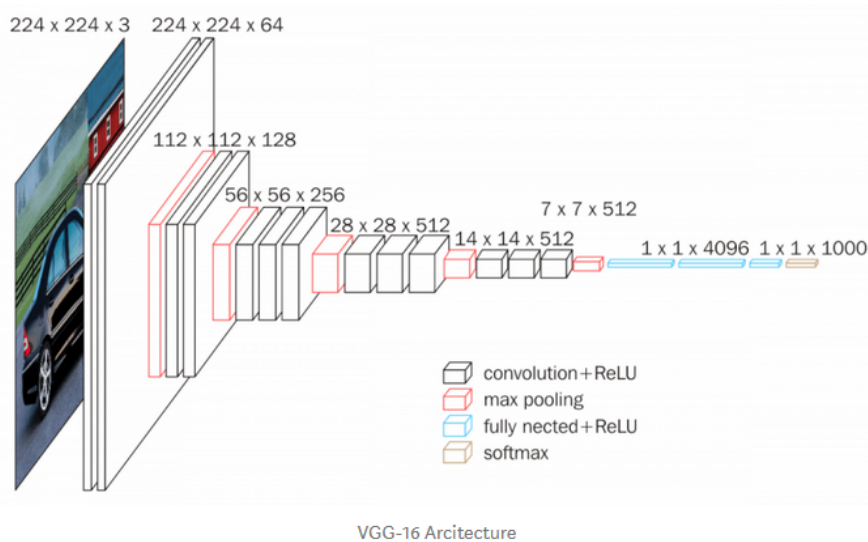 224 x 224 x 3
224 x 224 x 64
112 x 112 x 128
56 x 56 x 256
28 x 28 x 512
14 x 14 x 512
7 x 7 x 512
1 x 1 x 4096
1 x 1 x 1000
convolution+ReLU
max pooling
fully nected+ReLU
softmax
VGG-16 Arcitecture